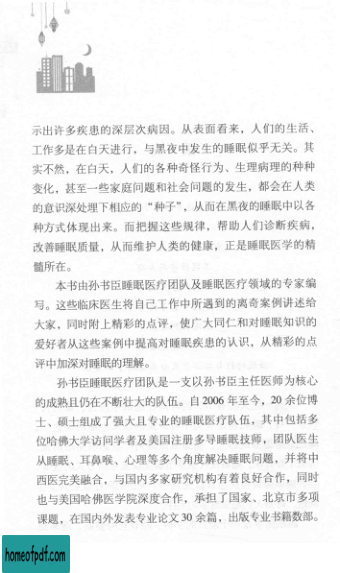 示出许多疾患的深层次病因。从表面看来，人们的生活、
工作多是在白天进行，与黑夜中发生的睡眠似乎无关。其
实不然，在白天，人们的各种奇怪行为、生理病理的种种
变化，甚至一些家庭问题和社会问题的发生，都会在人类
的意识深处埋下相应的“种子”，从而在黑夜的睡眠中以各
种方式体现出来。而把握这些规律，帮助人们诊断疾病，
改善睡眠质量，从而维护人类的健康，正是睡眠医学的精
髓所在。
本书由孙书臣睡眠医疗团队及睡眠医疗领域的专家编
写。这些临床医生将自己工作中所遇到的离奇案例讲述给
大家，同时附上精彩的点评，使广大同仁和对睡眠知识的
爱好者从这些案例中提高对睡眠疾患的认识，从精彩的点
评中加深对睡眠的理解。
孙书臣睡眠医疗团队是一支以孙书臣主任医师为核心
的成熟且仍在不断壮大的队伍。自 2006 年至今，20 余位博
士、硕士组成了强大且专业的睡眠医疗队伍，其中包括多
位哈佛大学访问学者及美国注册多导睡眠技师，团队医生
从睡眠、耳鼻喉、心理等多个角度解决睡眠问题，并将中
西医完美融合，与国内多家研究机构有着良好合作，同时
也与美国哈佛医学院深度合作，承担了国家、北京市多项
课题，在国内外发表专业论文 30 余篇，出版专业书籍数部。
homeofpdf.com